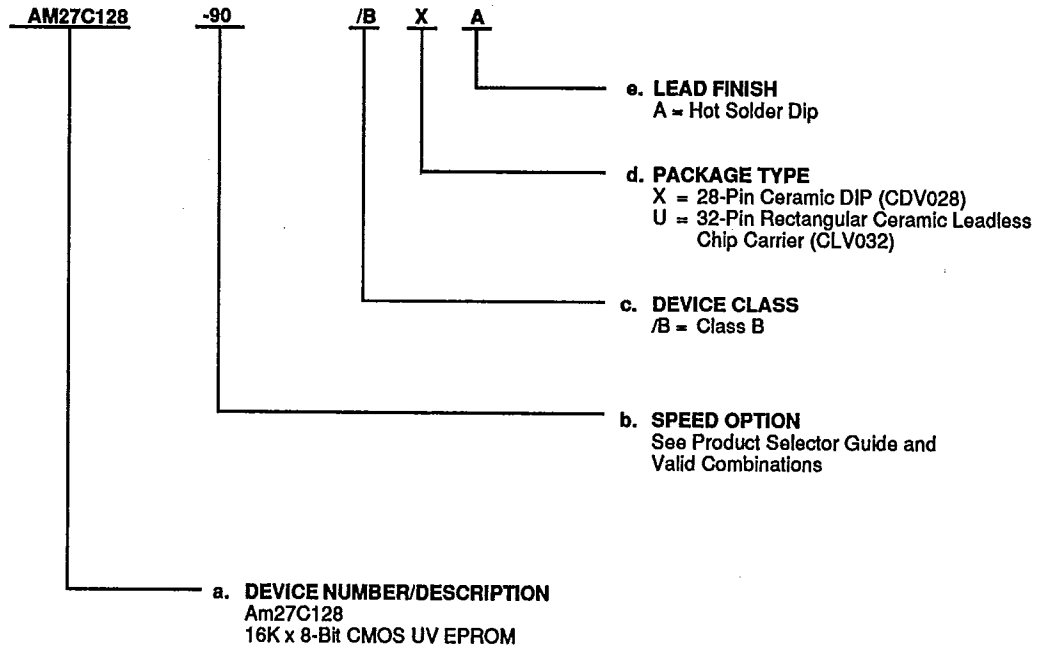 AM27C128 -90 /B X A
e. LEAD FINISH
A = Hot Solder Dip
d. PACKAGE TYPE
X = 28-Pin Ceramic DIP (CDV028)
U = 32-Pin Rectangular Ceramic Leadless
Chip Carrier (CLV032)
c. DEVICE CLASS
/B = Class B
b. SPEED OPTION
See Product Selector Guide and
Valid Combinations
a. DEVICE NUMBER/DESCRIPTION
Am27C128
16K x 8-Bit CMOS UV EPROM